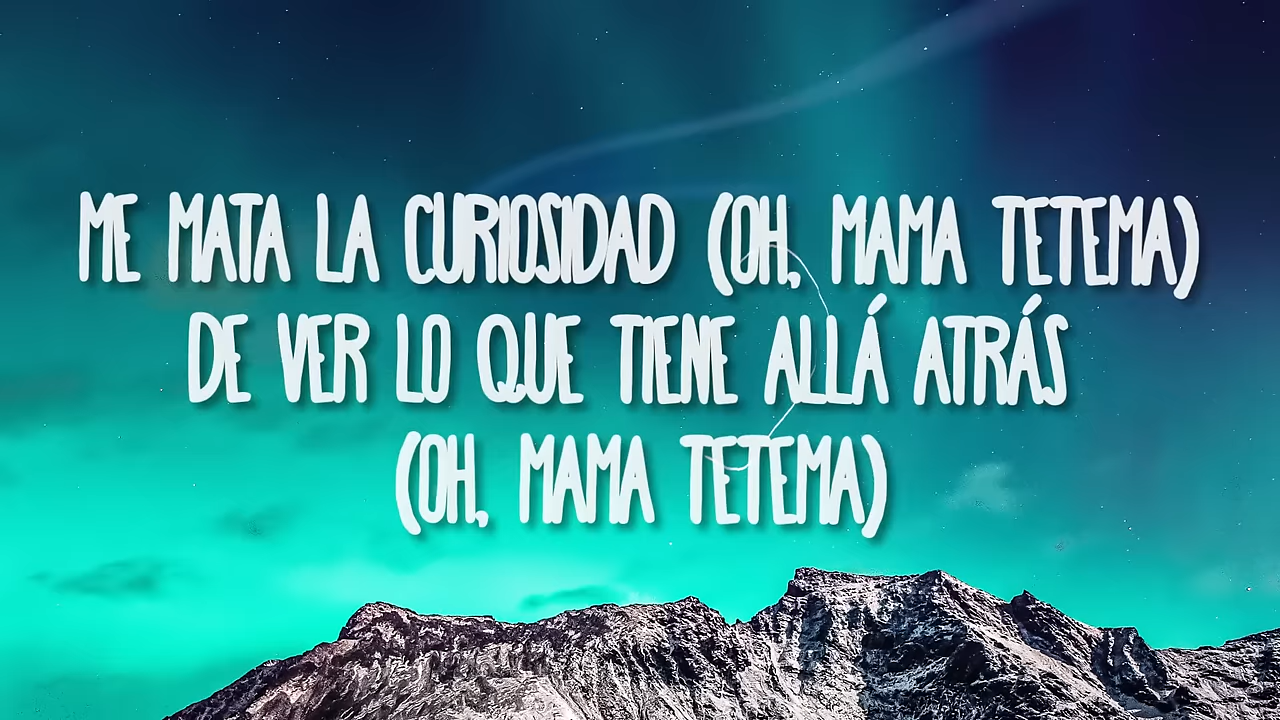 ME MATA LA CURIOSIDAD (OH, MAMA TETEMA)
DE VER LO QUE TIENE ALLÁ ATRÁS
(OH, MAMA TETEMA)